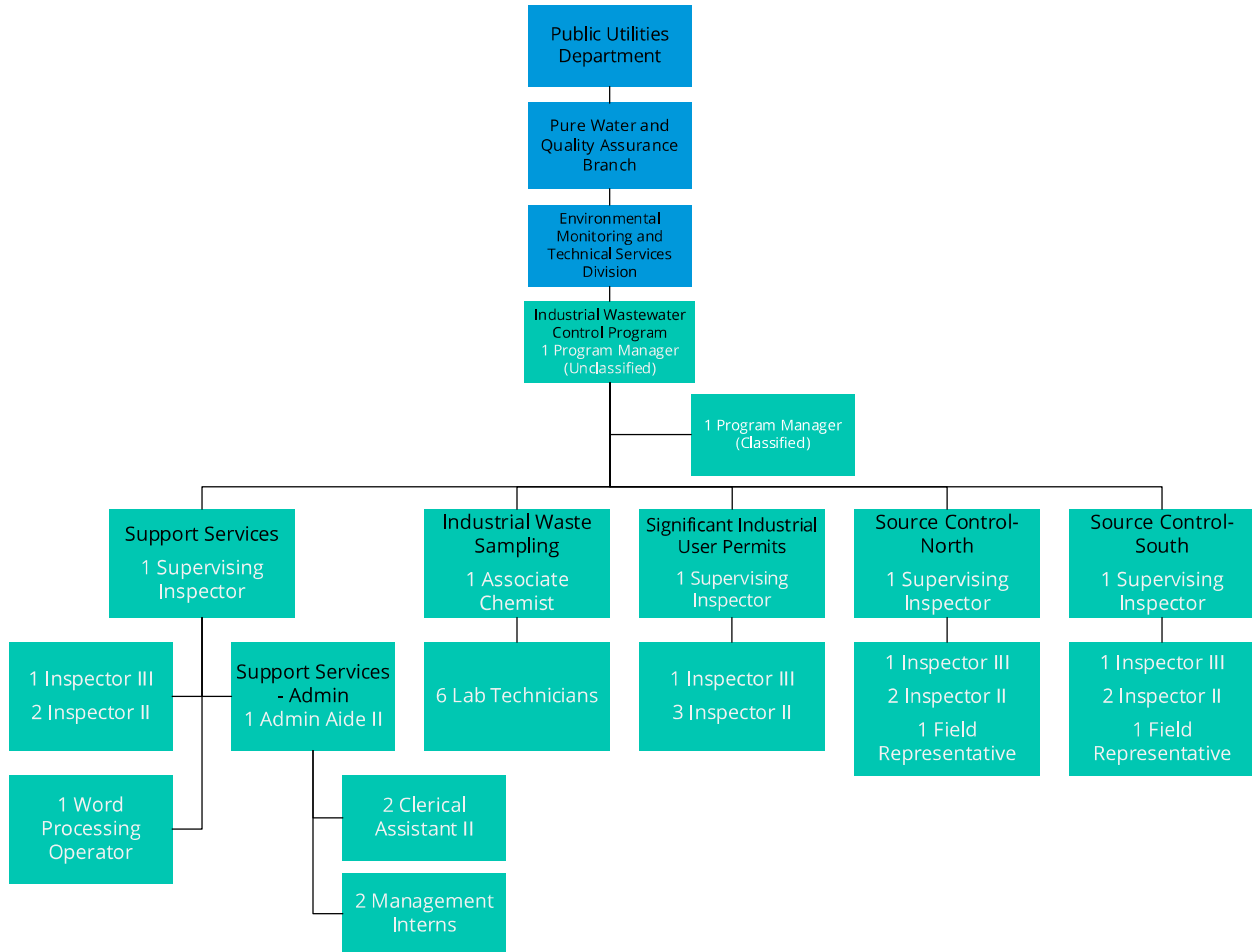 Public Utilities
Department
Pure Water and
Quality Assurance
Branch
Environmental
Monitoring and
Technical Services
Division
Industrial Wastewater
Control Program
1 Program Manager
(Unclassified)
1 Program Manager
(Classified)
Support Services
1 Supervising
Inspector
Industrial Waste
Sampling
1 Associate
Chemist
Significant Industrial
User Permits
1 Supervising
Inspector
Source Control-
North
1 Supervising
Inspector
Source Control-
South
1 Supervising
Inspector
1 Inspector III
2 Inspector II
Support Services
- Admin
1 Admin Aide II
6 Lab Technicians
1 Inspector III
3 Inspector II
1 Inspector III
2 Inspector II
1 Field
Representative
1 Inspector III
2 Inspector II
1 Field
Representative
1 Word
Processing
Operator
2 Clerical
Assistant II
2 Management
Interns